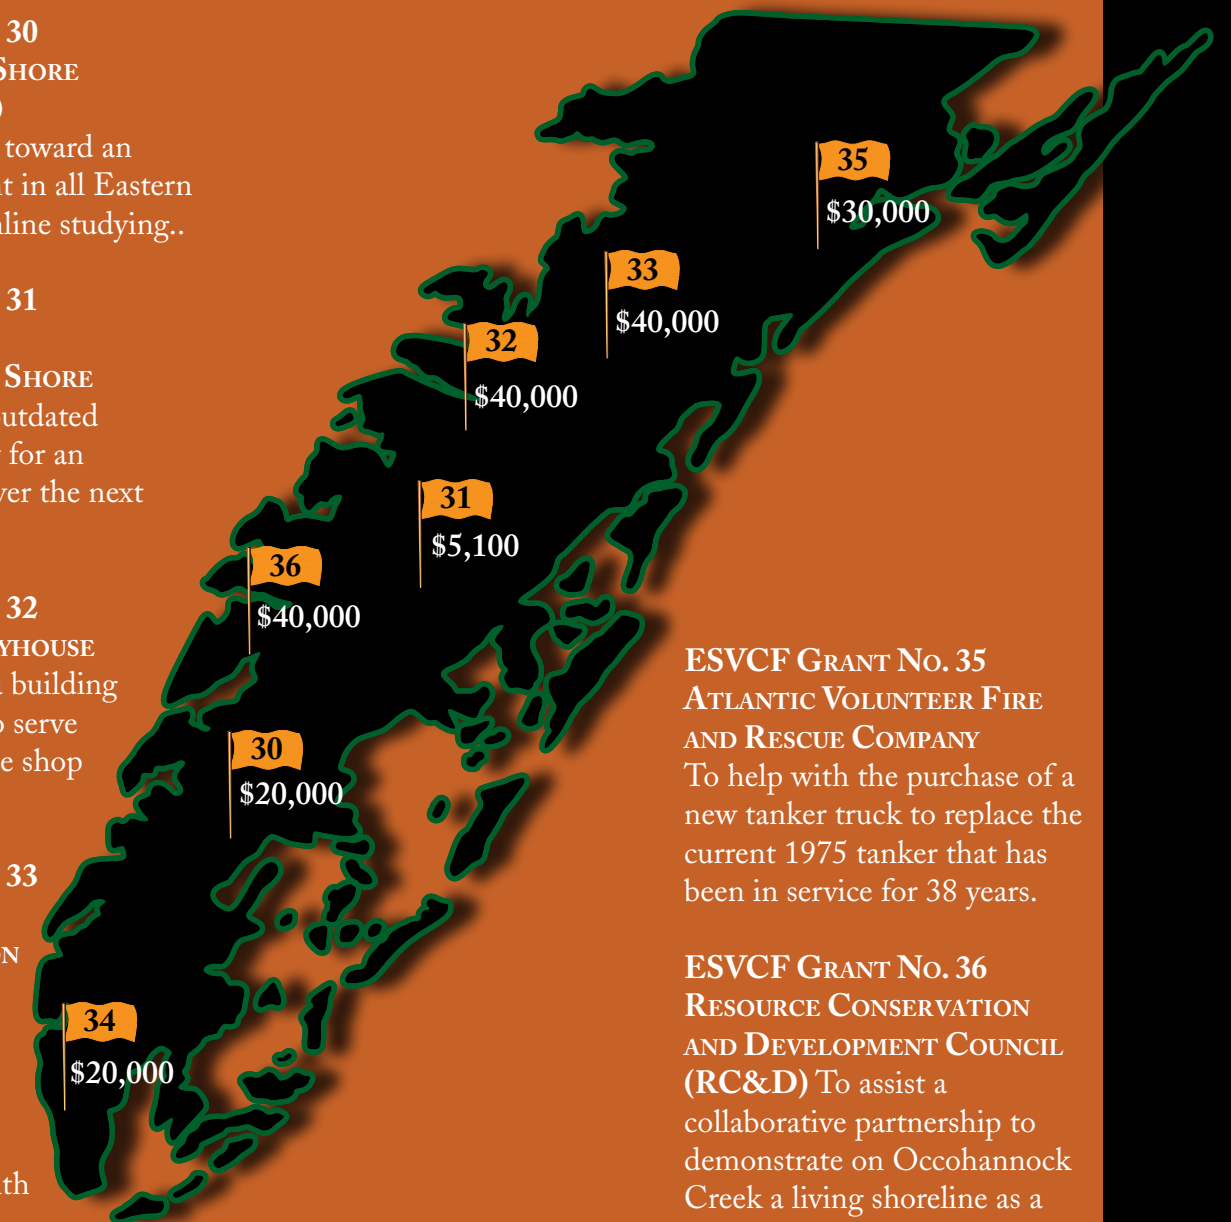 30
SHORE
)
toward an
in all Eastern
studying..
31
SHORE
outdated
for an
the next
32
building
serve
shop
33
35
$30,000
33
$40,000
32
$40,000
31
$5,100
36
$40,000
30
$20,000
34
$20,000
ESVCF GRANT NO. 35
ATLANTIC VOLUNTEER FIRE
AND RESCUE COMPANY
To help with the purchase of a
new tanker truck to replace the
current 1975 tanker that has
been in service for 38 years.
ESVCF GRANT NO. 36
RESOURCE CONSERVATION
AND DEVELOPMENT COUNCIL
(RC&D) To assist a
collaborative partnership to
demonstrate on Occohannock
Creek a living shoreline as a